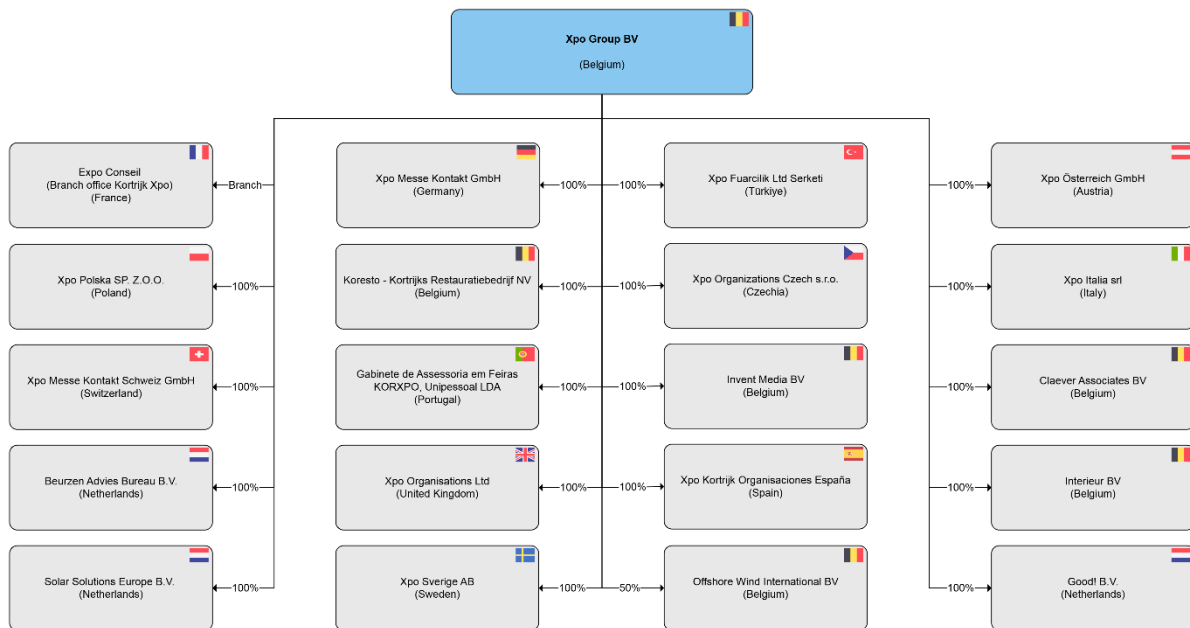 Xpo Group BV
(Belgium)
Expo Conseil
(Branch office Kortrijk Xpo)
(France)
Branch
Xpo Messe Kontakt GmbH
(Germany)
100%
100%
Xpo Fuarcilik Ltd Serketi
(Türkiye)
100%
Xpo Österreich GmbH
(Austria)
Xpo Polska SP. Z.O.O.
(Poland)
100%
Koresto - Kortrijks Restauratiebedrijf NV
(Belgium)
100%
100%
Xpo Organizations Czech s.r.o.
(Czechia)
100%
Xpo Italia srl
(Italy)
Xpo Messe Kontakt Schweiz GmbH
(Switzerland)
100%
Gabinete de Assessoria em Feiras
KORXPO, Unipessoal LDA
(Portugal)
100%
100%
Invent Media BV
(Belgium)
100%
Claever Associates BV
(Belgium)
Beurzen Advies Bureau B.V.
(Netherlands)
100%
Xpo Organisations Ltd
(United Kingdom)
100%
100%
Xpo Kortrijk Organisaciones España
(Spain)
100%
Interieur BV
(Belgium)
Solar Solutions Europe B.V.
(Netherlands)
100%
Xpo Sverige AB
(Sweden)
100%
50%
Offshore Wind International BV
(Belgium)
100%
Good! B.V.
(Netherlands)